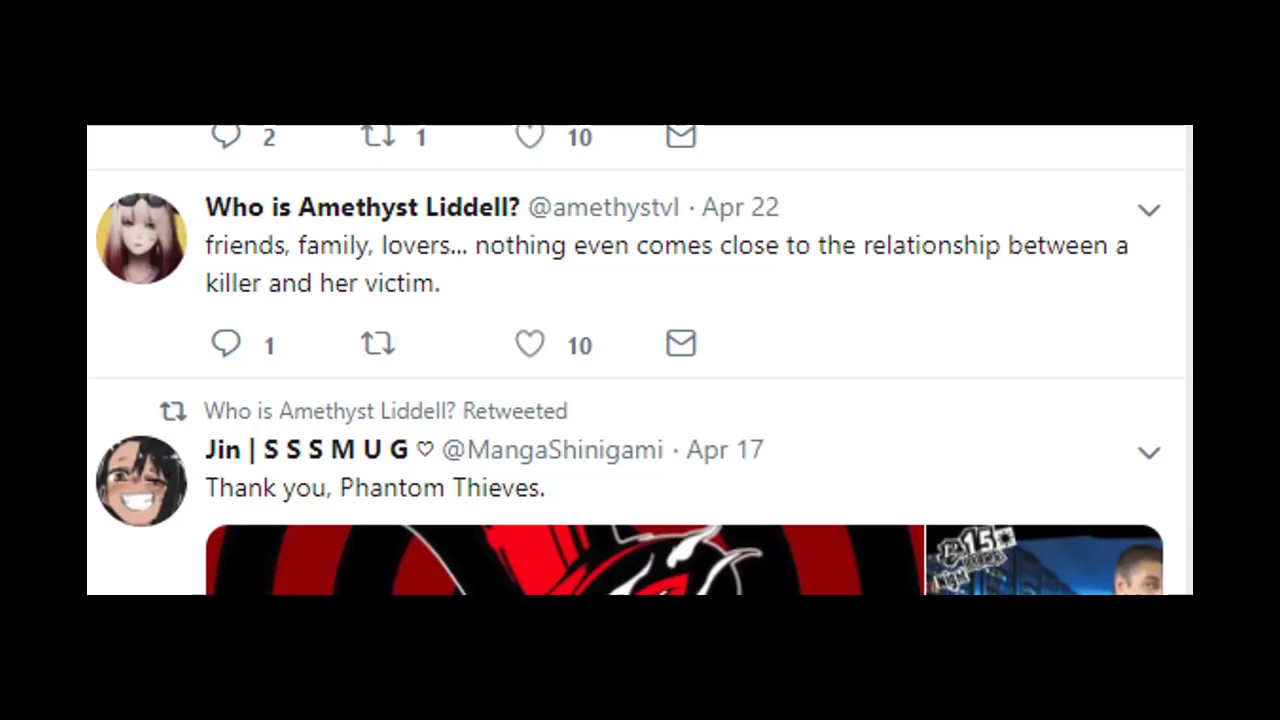 2 1 10
Who is Amethyst Liddell? @amethystvl · Apr 22
friends, family, lovers... nothing even comes close to the relationship between a
killer and her victim.
1 10
Who is Amethyst Liddell? Retweeted
Jin | S S S M U G ♡ @MangaShinigami · Apr 17
Thank you, Phantom Thieves.
15